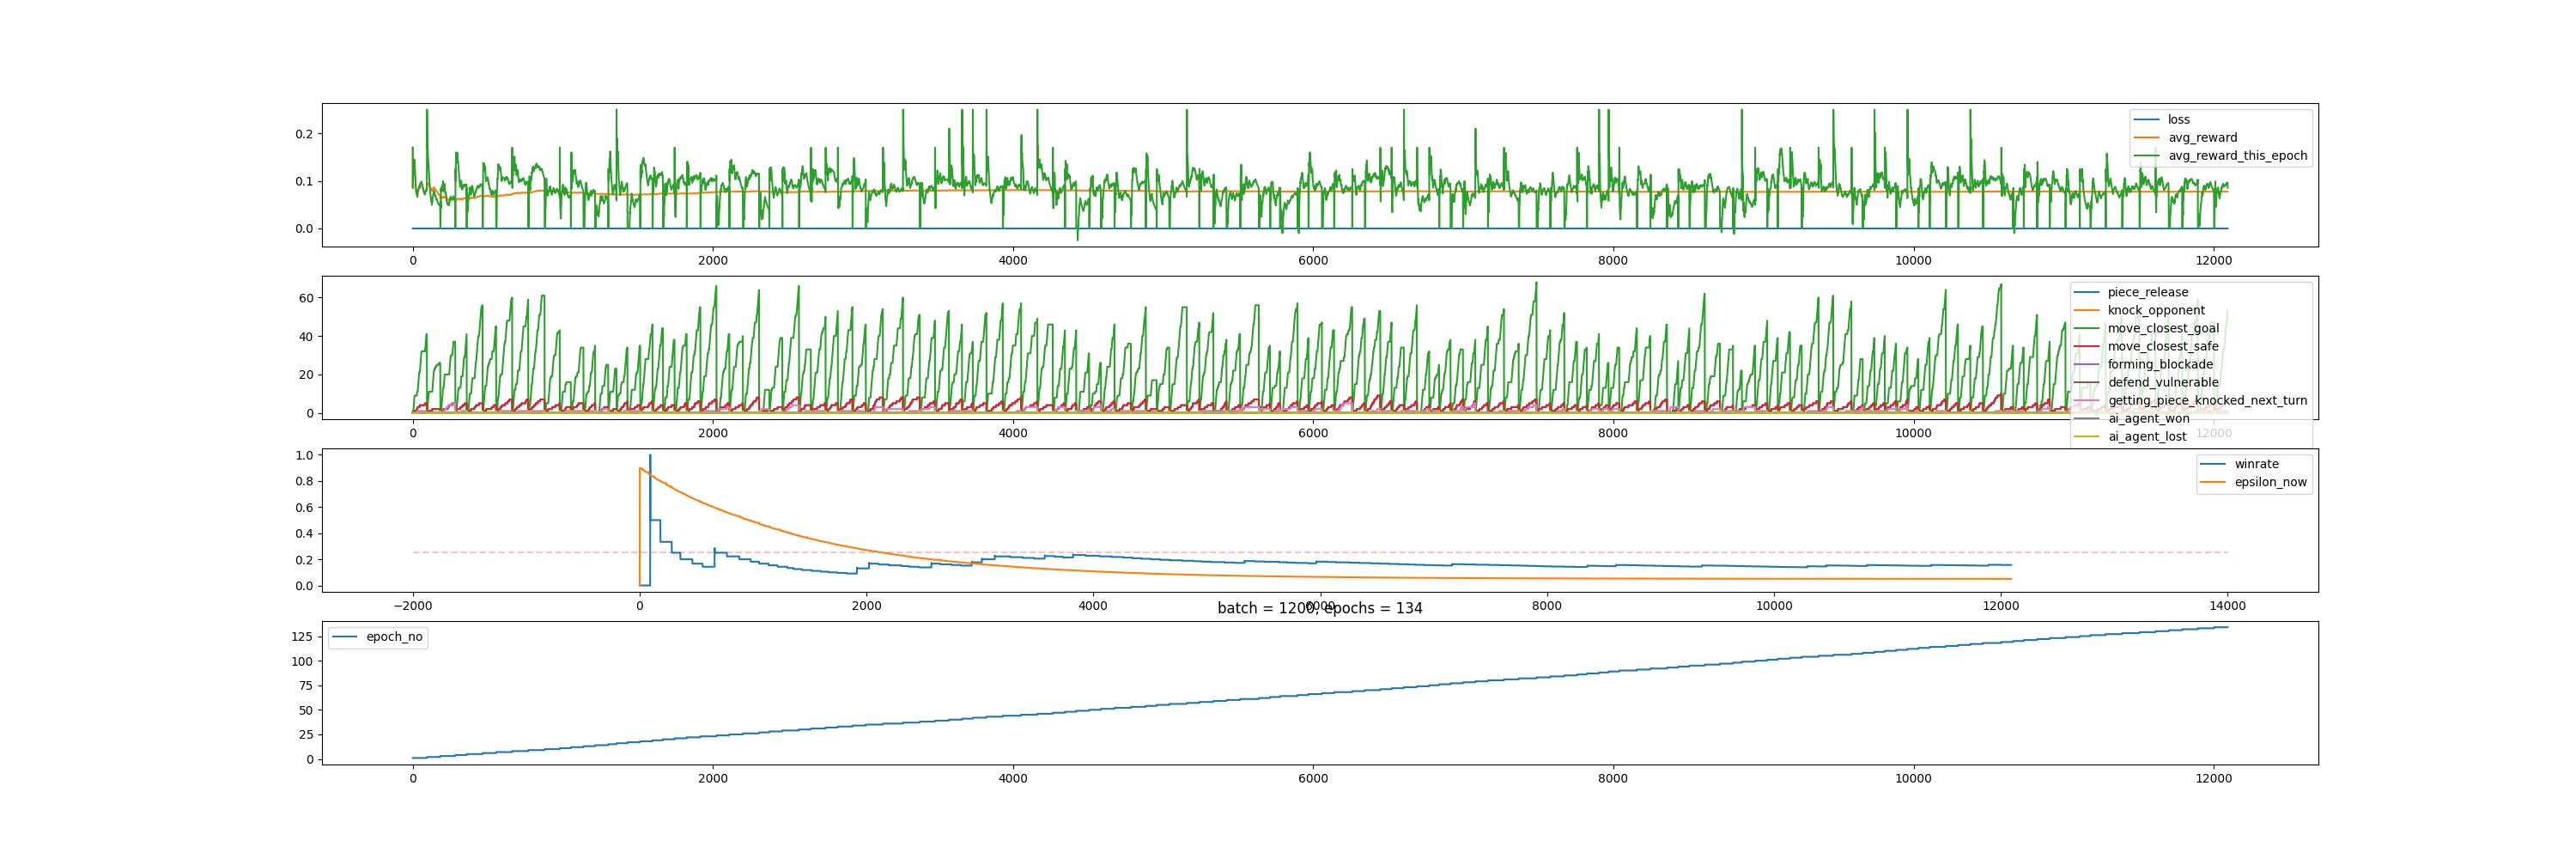 0.2
0.1
0.0
loss
avg_reward
avg_reward_this_epoch
0 2000 4000 6000 8000 10000 12000
60
40
20
0
piece_release
knock_opponent
move_closest_goal
move_closest_safe
forming_blockade
defend_vulnerable
getting_piece_knocked_next_turn
ai_agent_won
ai_agent_lost
0 2000 4000 6000 8000 10000 12000
1.0
0.8
0.6
0.4
0.2
0.0
winrate
epsilon_now
−2000 0 2000 4000 6000 8000 10000 12000 14000
batch = 1200, epochs = 134
125
100
75
50
25
0
epoch_no
0 2000 4000 6000 8000 10000 12000